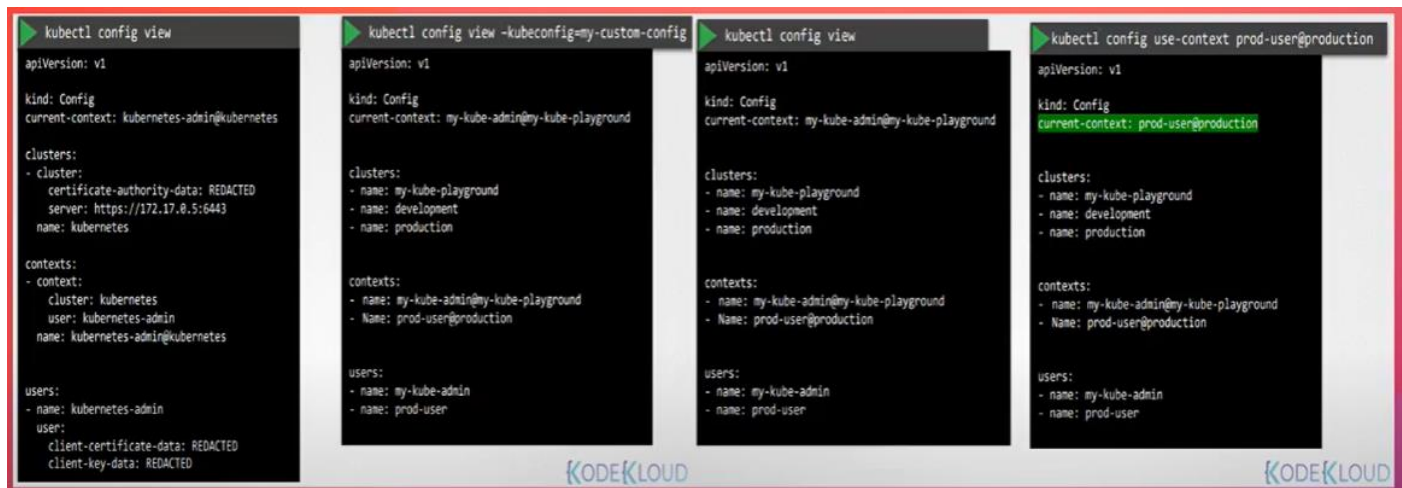 kubectl config view
apiVersion: v1
kind: Config
current-context: kubernetes-admin@kubernetes
clusters:
- cluster:
certificate-authority-data: REDACTED
server: https://172.17.0.5:6443
name: kubernetes
contexts:
- context:
cluster: kubernetes
user: kubernetes-admin
name: kubernetes-admin@kubernetes
users:
- name: kubernetes-admin
user:
client-certificate-data: REDACTED
client-key-data: REDACTED
kubectl config view -kubeconfig=my-custom-config
apiVersion: v1
kind: Config
current-context: my-kube-admin@my-kube-playground
clusters:
- name: my-kube-playground
- name: development
- name: production
contexts:
- name: my-kube-admin@my-kube-playground
- Name: prod-user@production
users:
- name: my-kube-admin
- name: prod-user
KODEKLOUD
kubectl config view
apiVersion: v1
kind: Config
current-context: my-kube-admin@my-kube-playground
clusters:
- name: my-kube-playground
- name: development
- name: production
contexts:
- name: my-kube-admin@my-kube-playground
- Name: prod-user@production
users:
- name: my-kube-admin
- name: prod-user
kubectl config use-context prod-user@production
apiVersion: v1
kind: Config
current-context: prod-user@production
clusters:
- name: my-kube-playground
- name: development
- name: production
contexts:
- name: my-kube-admin@my-kube-playground
- Name: prod-user@production
users:
- name: my-kube-admin
- name: prod-user
KODEKLOUD